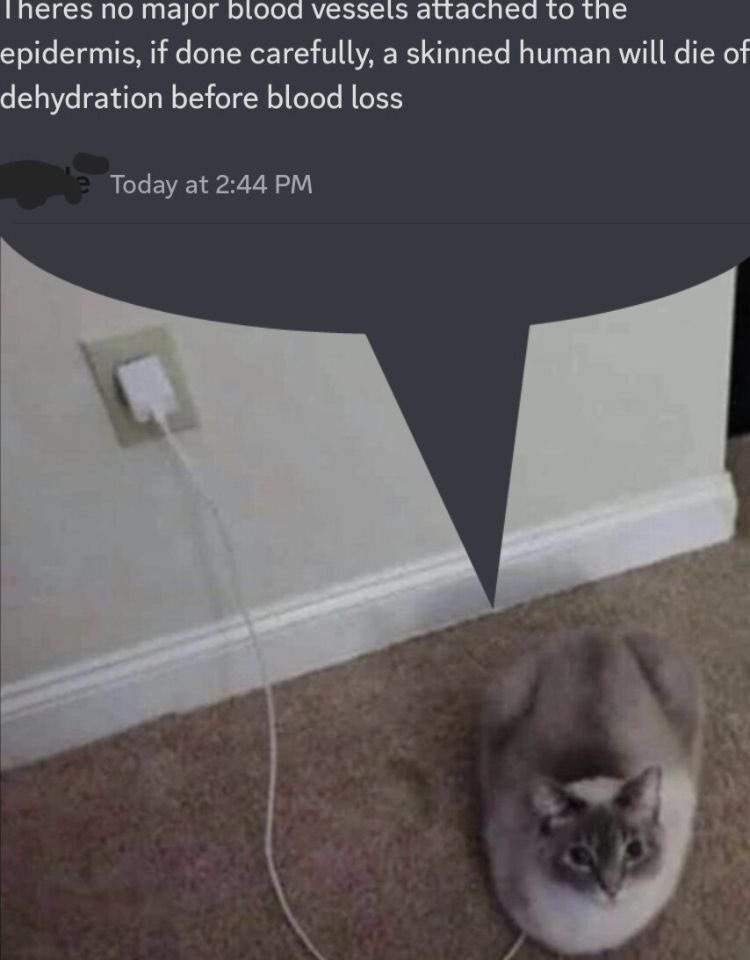 Theres no major blood vessels attached to the
epidermis, if done carefully, a skinned human will die of
dehydration before blood loss
Today at 2:44 PM